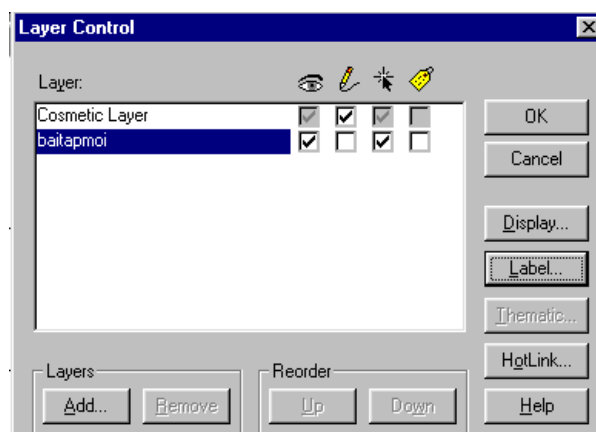 Layer Control
Layer:
Cosmetic Layer
baitapmoi
OK
Cancel
Display...
Label...
Thematic...
HotLink...
Help
Layers
Add...
Remove
Reorder
Up
Down